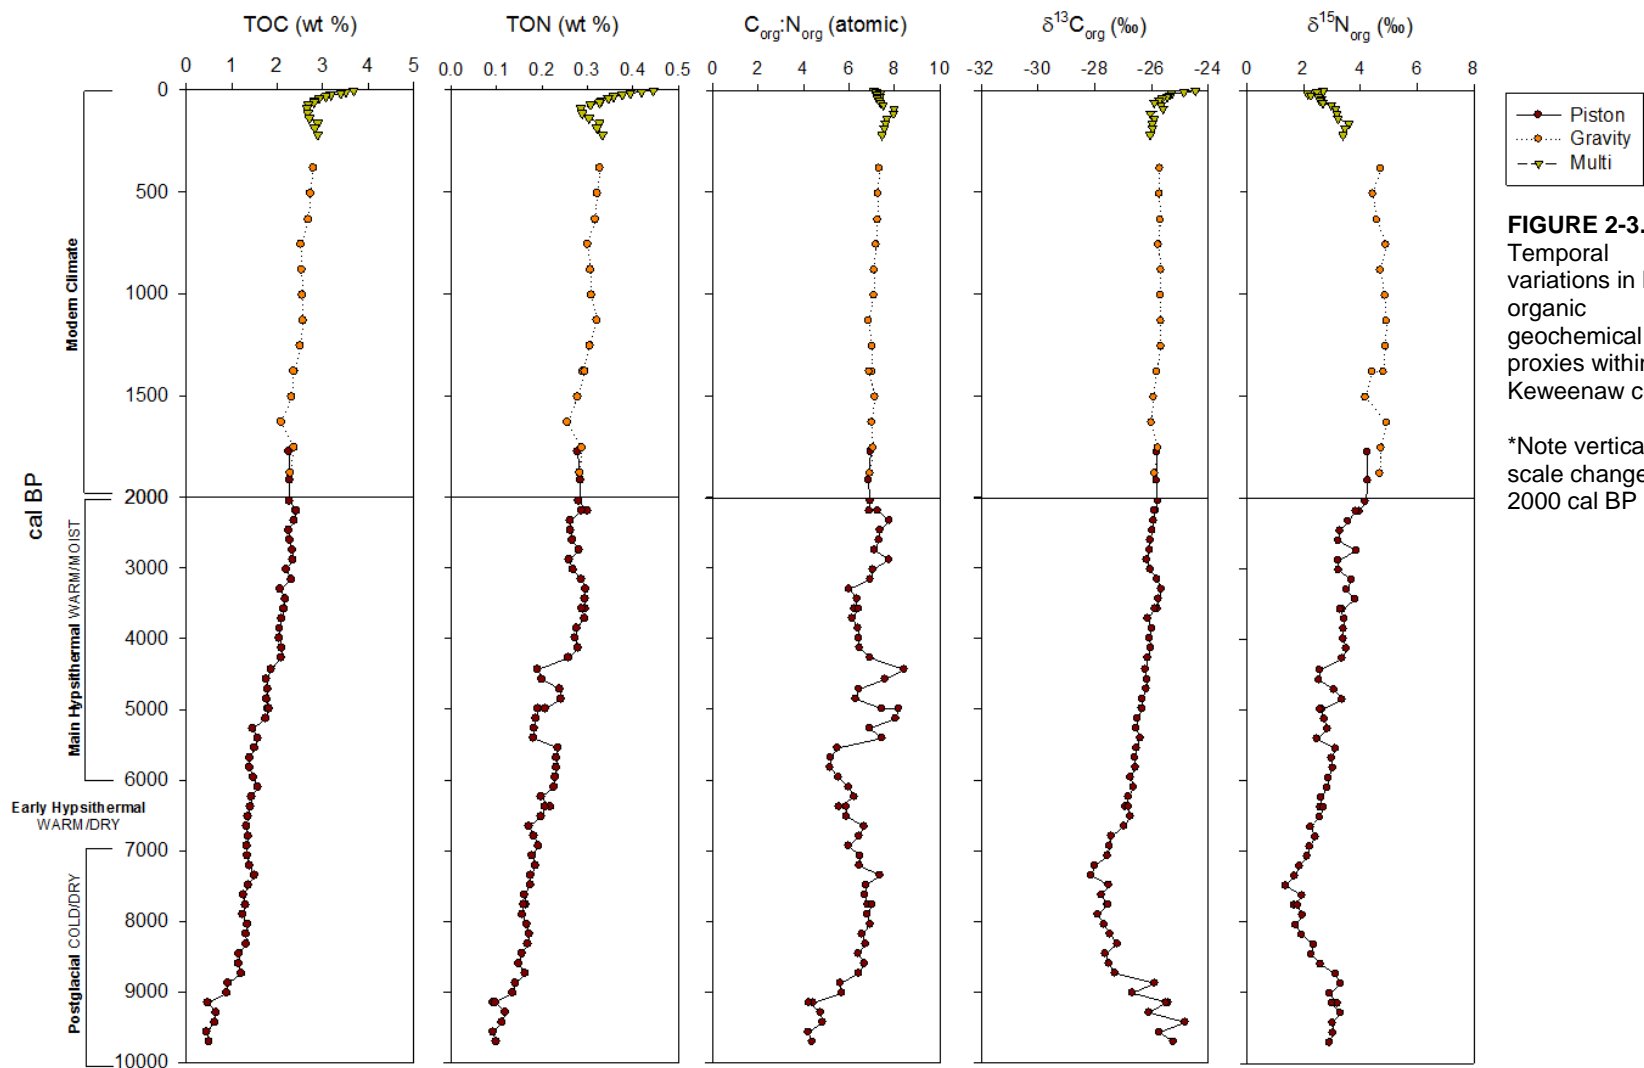 TOC (wt %)
TON (wt %)
Corg:Norg (atomic)
δ13Corg (‰)
δ15Norg (‰)
0 1 2 3 4 5
0.0 0.1 0.2 0.3 0.4 0.5
0 2 4 6 8 10
-32 -30 -28 -26 -24
0 2 4 6 8
0
500
1000
1500
2000
3000
4000
5000
6000
7000
8000
9000
10000
cal BP
Modern Climate
Main Hypsithermal WARM/MOIST
Early Hypsithermal
WARM/DRY
Postglacial COLD/DRY
Piston
Gravity
Multi
FIGURE 2-3.
Temporal
variations in
organic
geochemical
proxies within
Keweenaw
*Note
scale
2000 cal BP